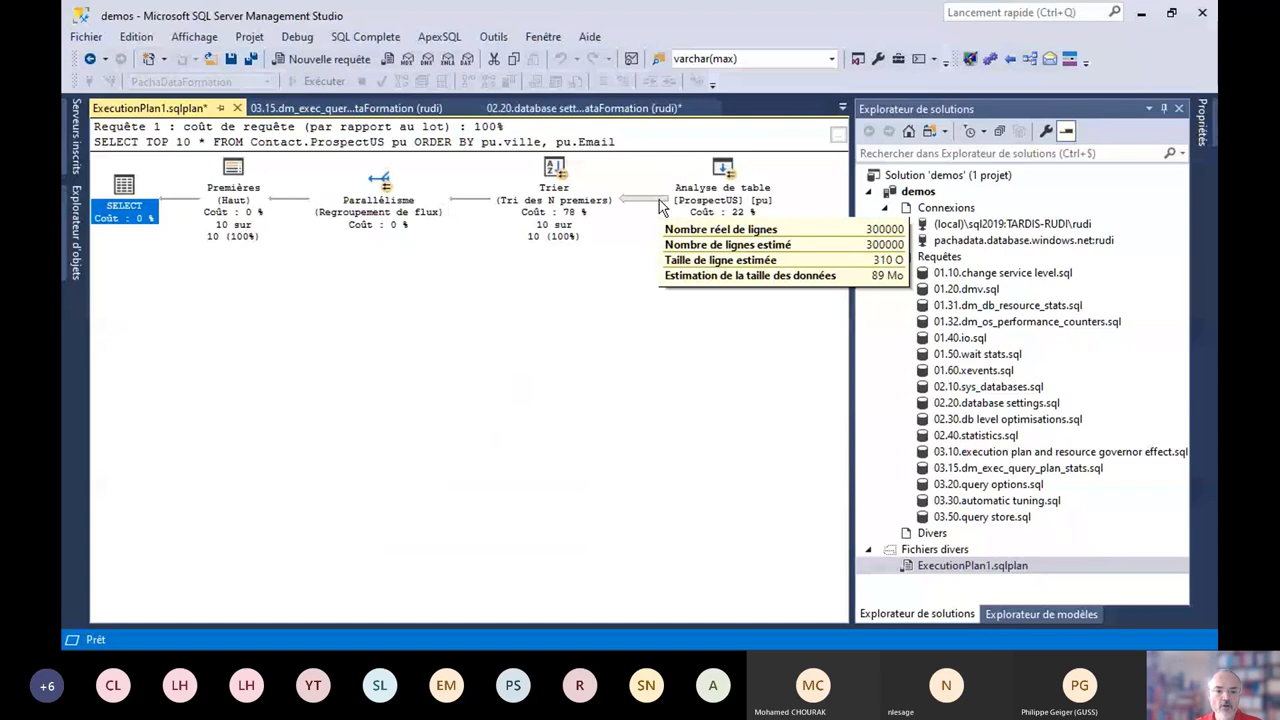 demos - Microsoft SQL Server Management Studio
Lancement rapide (Ctrl+Q)
Fichier Edition Affichage Projet Debug SQL Complete ApexSQL Outils Fenêtre Aide
Nouvelle requête
varchar(max)
PachaDataFormation
Exécuter
Serveurs inscrits
Explorateur d'objets
ExecutionPlan1.sqlplan*
03.15.dm_exec_quer...taFormation (rudi)
02.20.database sett...ataFormation (rudi)*
Requête 1 : coût de requête (par rapport au lot) : 100%
SELECT TOP 10 * FROM Contact.ProspectUS pu ORDER BY pu.ville, pu.Email
...
SELECT
Coût : 0 %
Premières
(Haut)
Coût : 0 %
10 sur
10 (100%)
Parallélisme
(Regroupement de flux)
Coût : 0 %
Trier
(Tri des N premiers)
Coût : 78 %
10 sur
10 (100%)
Analyse de table
[ProspectUS] [pu]
Coût : 22 %
Nombre réel de lignes 300000
Nombre de lignes estimé 300000
Taille de ligne estimée 310 O
Estimation de la taille des données 89 Mo
Explorateur de solutions
Rechercher dans Explorateur de solutions (Ctrl+$)
Solution 'demos' (1 projet)
demos
Connexions
(local)\sql2019:TARDIS-RUDI\rudi
pachadata.database.windows.net:rudi
Requêtes
01.10.change service level.sql
01.20.dmv.sql
01.31.dm_db_resource_stats.sql
01.32.dm_os_performance_counters.sql
01.40.io.sql
01.50.wait stats.sql
01.60.xevents.sql
02.10.sys_databases.sql
02.20.database settings.sql
02.30.db level optimisations.sql
02.40.statistics.sql
03.10.execution plan and resource governor effect.sql
03.15.dm_exec_query_plan_stats.sql
03.20.query options.sql
03.30.automatic tuning.sql
03.50.query store.sql
Divers
Fichiers divers
ExecutionPlan1.sqlplan
Explorateur de solutions
Explorateur de modèles
Propriétés
Prêt
+6 CL LH LH YT SL EM PS R SN A MC N PG
Mohamed CHOURAK
nlesage
Philippe Geiger (GUSS)